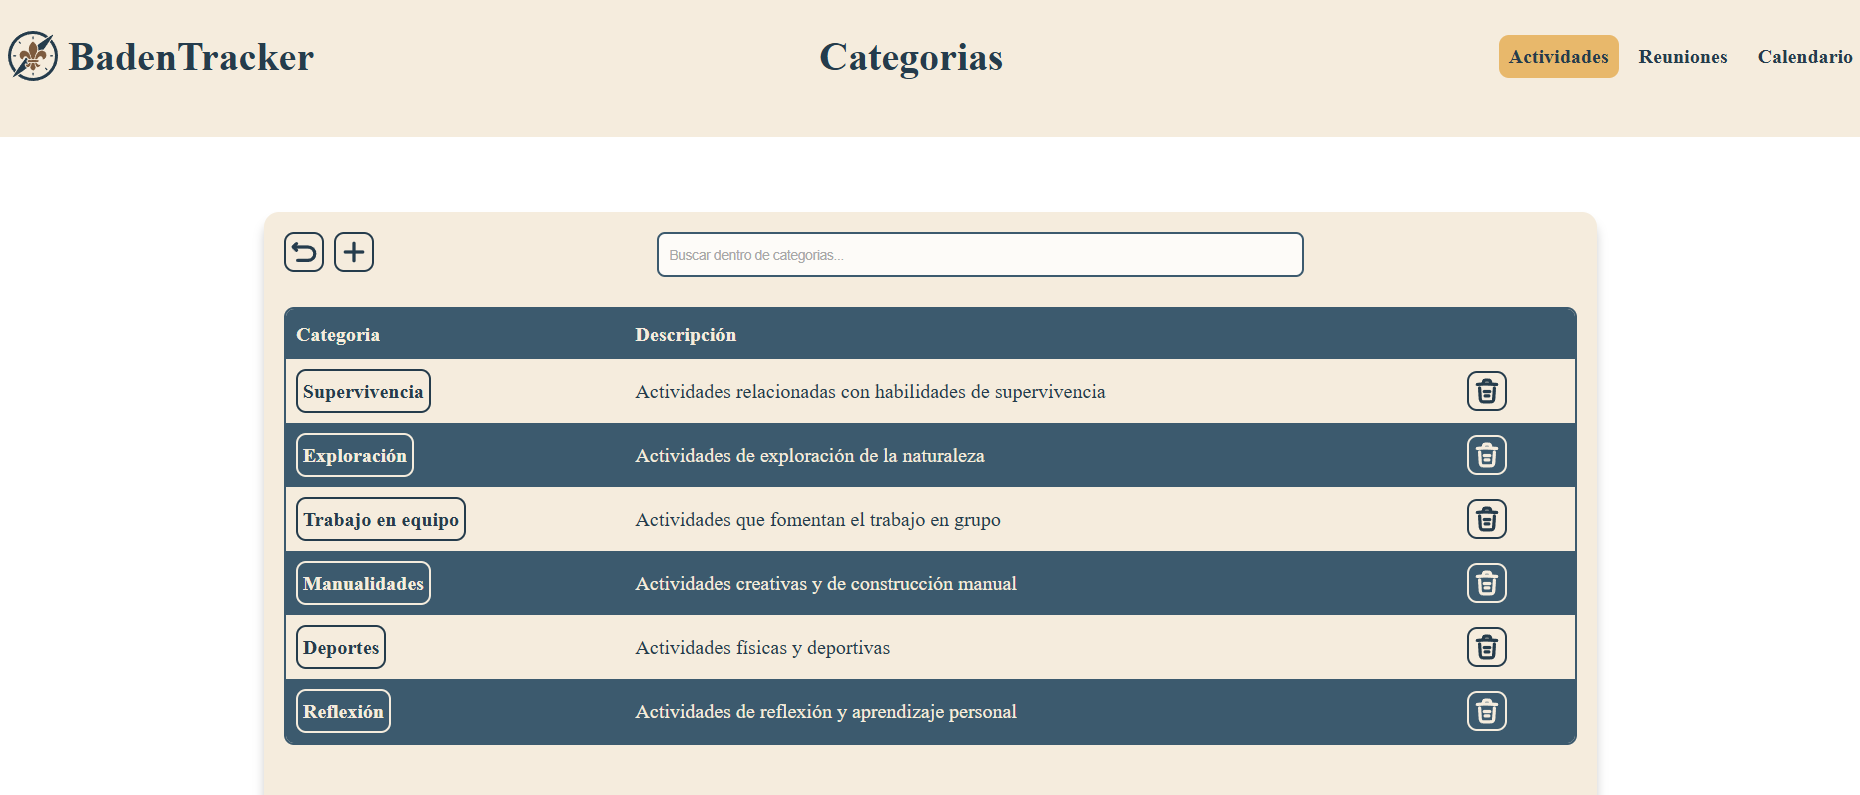 BadenTracker
Categorias
Actividades Reuniones Calendario
Buscar dentro de categorias...
Categoria Descripción
Supervivencia Actividades relacionadas con habilidades de supervivencia
Exploración Actividades de exploración de la naturaleza
Trabajo en equipo Actividades que fomentan el trabajo en grupo
Manualidades Actividades creativas y de construcción manual
Deportes Actividades físicas y deportivas
Reflexión Actividades de reflexión y aprendizaje personal